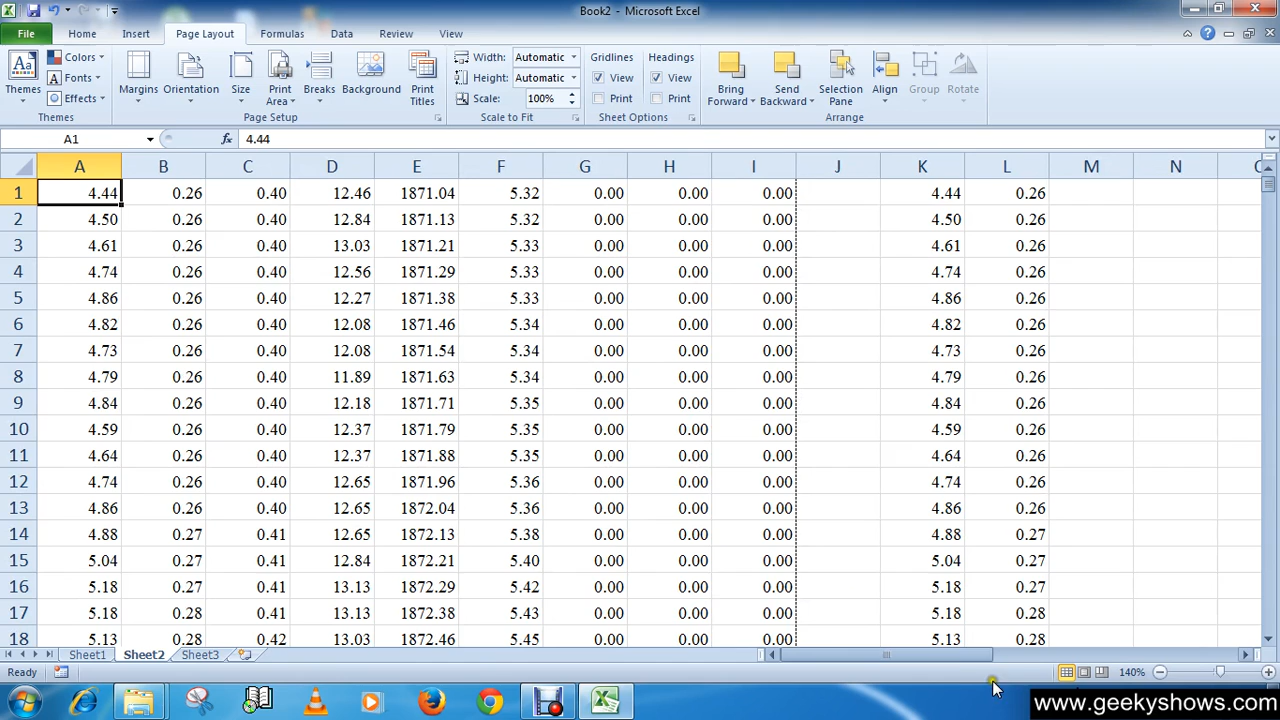 Book2 - Microsoft Excel
File Home Insert Page Layout Formulas Data Review View
Colors Width: Automatic Gridlines Headings
Aa Fonts Height: Automatic View View
Themes Effects Margins Orientation Size Print Area Breaks Background Print Titles Scale: 100% Print Print Bring Forward Send Backward Selection Pane Align Group Rotate
Themes Page Setup Scale to Fit Sheet Options Arrange
A1 fx 4.44
A B C D E F G H I J K L M N
1 4.44 0.26 0.40 12.46 1871.04 5.32 0.00 0.00 0.00 4.44 0.26
2 4.50 0.26 0.40 12.84 1871.13 5.32 0.00 0.00 0.00 4.50 0.26
3 4.61 0.26 0.40 13.03 1871.21 5.33 0.00 0.00 0.00 4.61 0.26
4 4.74 0.26 0.40 12.56 1871.29 5.33 0.00 0.00 0.00 4.74 0.26
5 4.86 0.26 0.40 12.27 1871.38 5.33 0.00 0.00 0.00 4.86 0.26
6 4.82 0.26 0.40 12.08 1871.46 5.34 0.00 0.00 0.00 4.82 0.26
7 4.73 0.26 0.40 12.08 1871.54 5.34 0.00 0.00 0.00 4.73 0.26
8 4.79 0.26 0.40 11.89 1871.63 5.34 0.00 0.00 0.00 4.79 0.26
9 4.84 0.26 0.40 12.18 1871.71 5.35 0.00 0.00 0.00 4.84 0.26
10 4.59 0.26 0.40 12.37 1871.79 5.35 0.00 0.00 0.00 4.59 0.26
11 4.64 0.26 0.40 12.37 1871.88 5.35 0.00 0.00 0.00 4.64 0.26
12 4.74 0.26 0.40 12.65 1871.96 5.36 0.00 0.00 0.00 4.74 0.26
13 4.86 0.26 0.40 12.65 1872.04 5.36 0.00 0.00 0.00 4.86 0.26
14 4.88 0.27 0.41 12.65 1872.13 5.38 0.00 0.00 0.00 4.88 0.27
15 5.04 0.27 0.41 12.84 1872.21 5.40 0.00 0.00 0.00 5.04 0.27
16 5.18 0.27 0.41 13.13 1872.29 5.42 0.00 0.00 0.00 5.18 0.27
17 5.18 0.28 0.41 13.13 1872.38 5.43 0.00 0.00 0.00 5.18 0.28
18 5.13 0.28 0.42 13.03 1872.46 5.45 0.00 0.00 0.00 5.13 0.28
Sheet1 Sheet2 Sheet3
Ready 140%
www.geekyshows.com